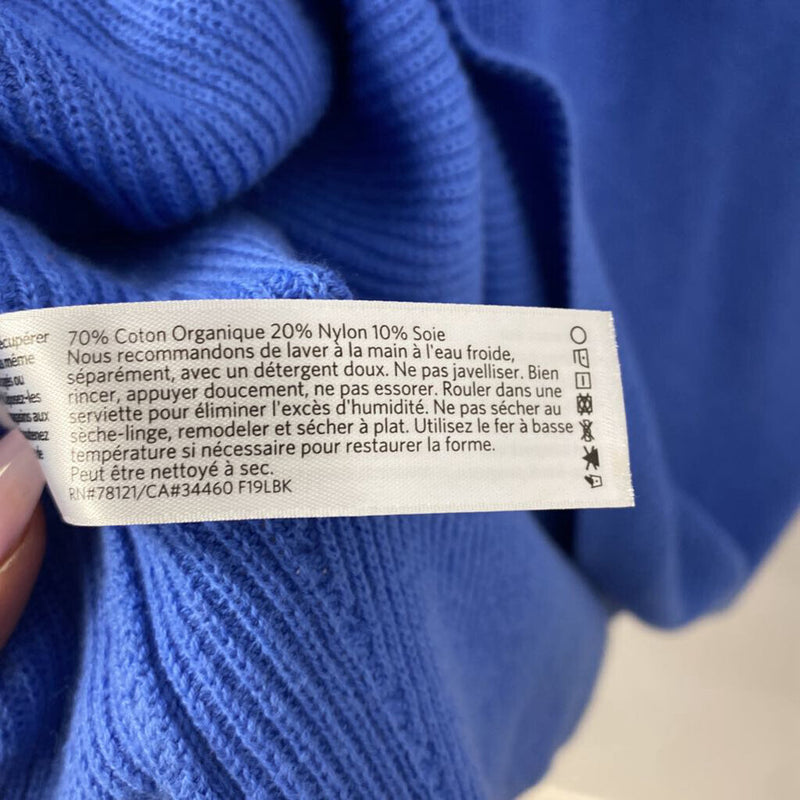 70% Coton Organique 20% Nylon 10% Soie
Nous recommandons de laver à la main à l'eau froide,
séparément, avec un détergent doux. Ne pas javelliser. Bien
rincer, appuyer doucement, ne pas essorer. Rouler dans une
serviette pour éliminer l'excès d'humidité. Ne pas sécher au
sèche-linge, remodeler et sécher à plat. Utilisez le fer à basse
température si nécessaire pour restaurer la forme.
Peut être nettoyé à sec.
RN#78121/CA#34460 F19LBK
même
ou
aux